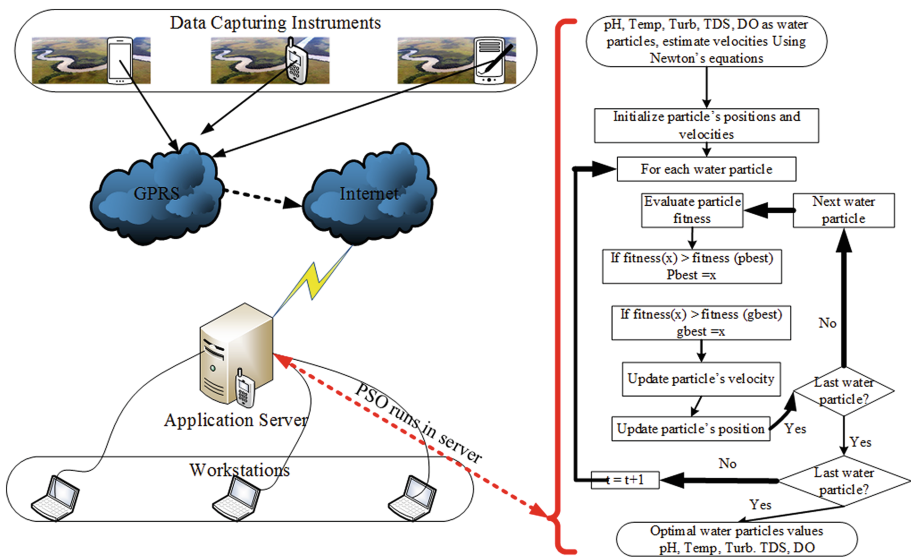 Data Capturing Instruments
GPRS
Internet
Application Server
PSO runs in server
Workstations
pH, Temp, Turb, TDS, DO as water
particles, estimate velocities Using
Newton's equations
Initialize particle's positions and
velocities
For each water particle
Evaluate particle
fitness
Next water
particle
If fitness(x) > fitness (pbest)
Pbest =x
If fitness(x) > fitness (gbest)
gbest =x
No
Update particle's velocity
Last water
particle?
Update particle's position
Yes
Yes
No
Last water
particle?
t = t+1
Yes
Optimal water particles values
pH, Temp, Turb. TDS, DO